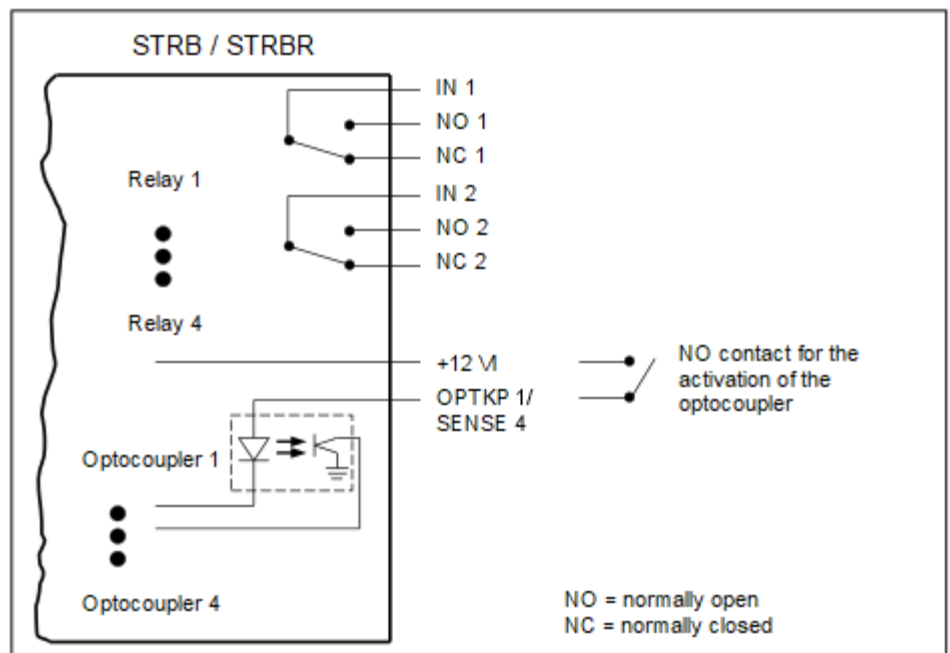 STRB / STRBR
IN 1
NO 1
NC 1
Relay 1
IN 2
NO 2
NC 2
Relay 4
+12 VI
NO contact for the
activation of the
optocoupler
OPTKP 1/
SENSE 4
Optocoupler 1
Optocoupler 4
NO = normally open
NC = normally closed